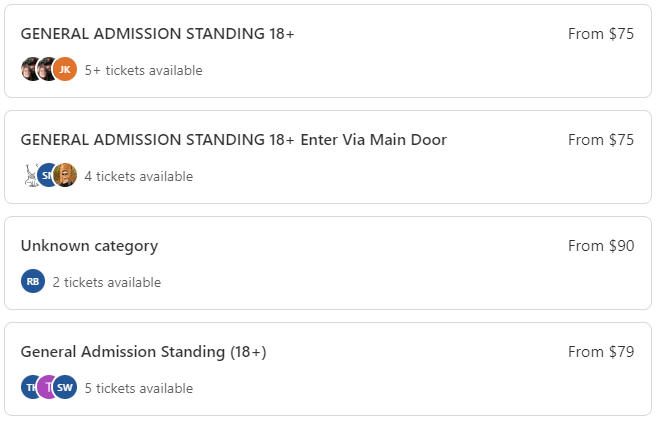 GENERAL ADMISSION STANDING 18+ From $75
JK 5+ tickets available
GENERAL ADMISSION STANDING 18+ Enter Via Main Door From $75
4 tickets available
Unknown category From $90
RB 2 tickets available
General Admission Standing (18+) From $79
T SW 5 tickets available